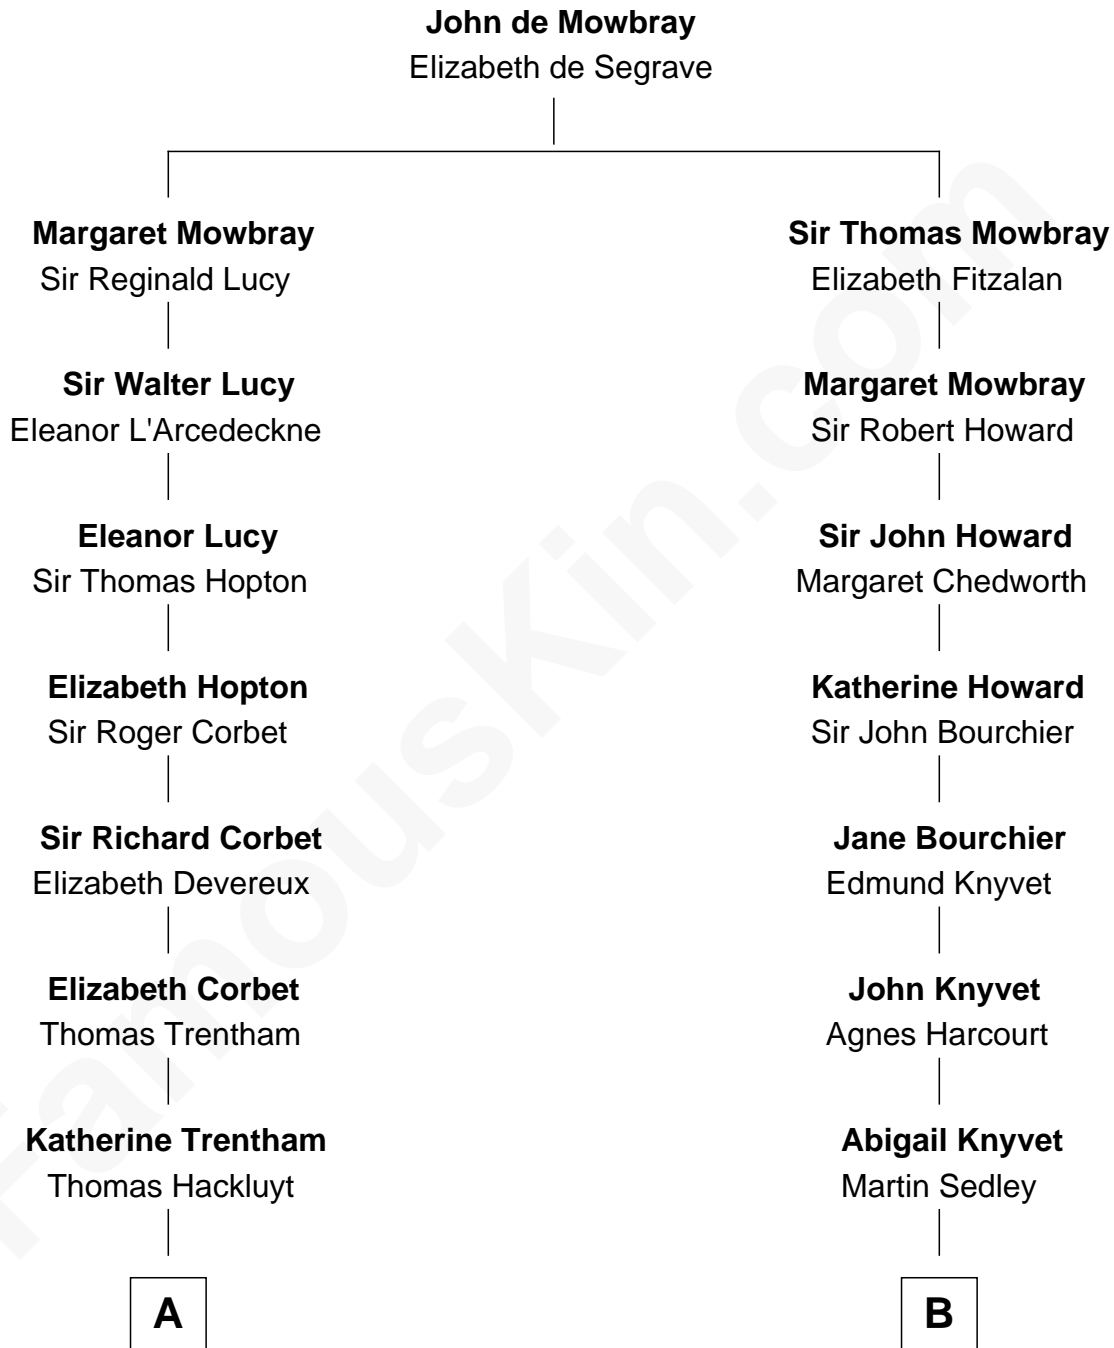 John de Mowbray
Elizabeth de Segrave
Margaret Mowbray
Sir Reginald Lucy
Sir Thomas Mowbray
Elizabeth Fitzalan
Sir Walter Lucy
Eleanor L'Arcedeckne
Margaret Mowbray
Sir Robert Howard
Eleanor Lucy
Sir Thomas Hopton
Sir John Howard
Margaret Chedworth
Elizabeth Hopton
Sir Roger Corbet
Katherine Howard
Sir John Bourchier
Sir Richard Corbet
Elizabeth Devereux
Jane Bourchier
Edmund Knyvet
Elizabeth Corbet
Thomas Trentham
John Knyvet
Agnes Harcourt
Katherine Trentham
Thomas Hackluyt
Abigail Knyvet
Martin Sedley
A
B
FamousKin.com